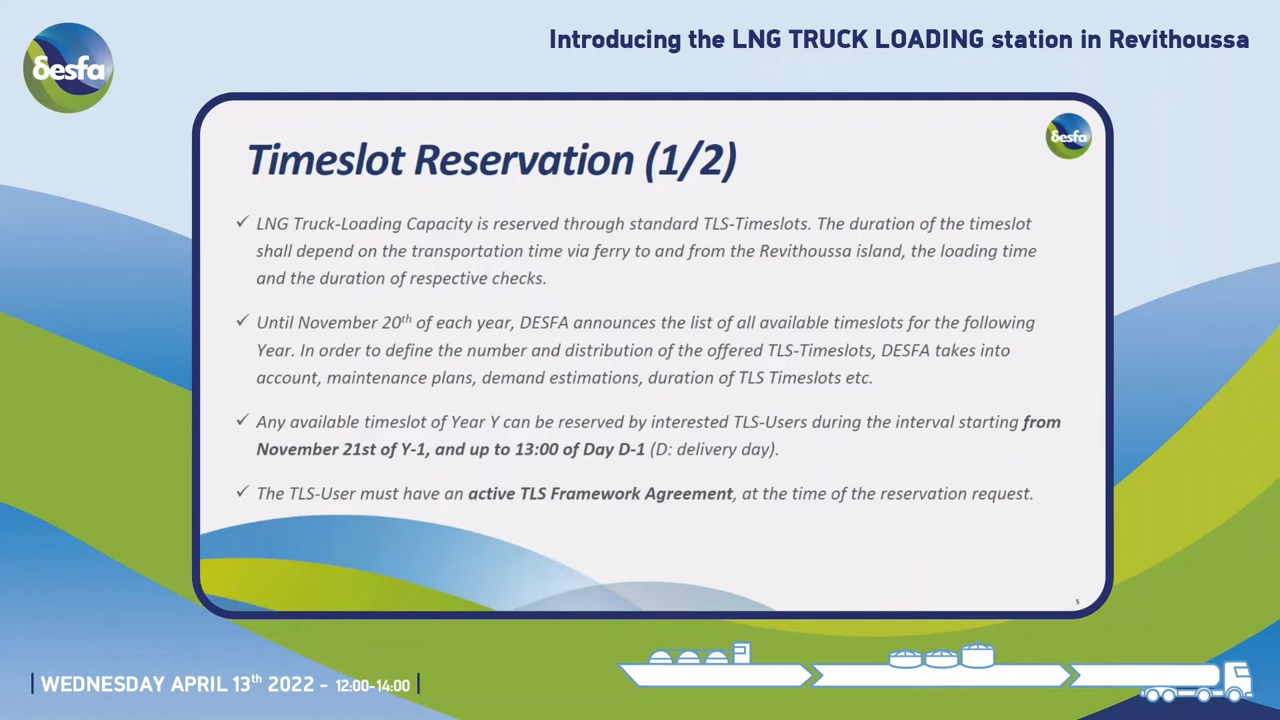 δesfa
Introducing the LNG TRUCK LOADING station in Revithoussa
δesfa
Timeslot Reservation (1/2)
✓ LNG Truck-Loading Capacity is reserved through standard TLS-Timeslots. The duration of the timeslot
shall depend on the transportation time via ferry to and from the Revithoussa island, the loading time
and the duration of respective checks.
✓ Until November 20th of each year, DESFA announces the list of all available timeslots for the following
Year. In order to define the number and distribution of the offered TLS-Timeslots, DESFA takes into
account, maintenance plans, demand estimations, duration of TLS Timeslots etc.
✓ Any available timeslot of Year Y can be reserved by interested TLS-Users during the interval starting from
November 21st of Y-1, and up to 13:00 of Day D-1 (D: delivery day).
✓ The TLS-User must have an active TLS Framework Agreement, at the time of the reservation request.
5
WEDNESDAY APRIL 13th 2022 - 12:00-14:00